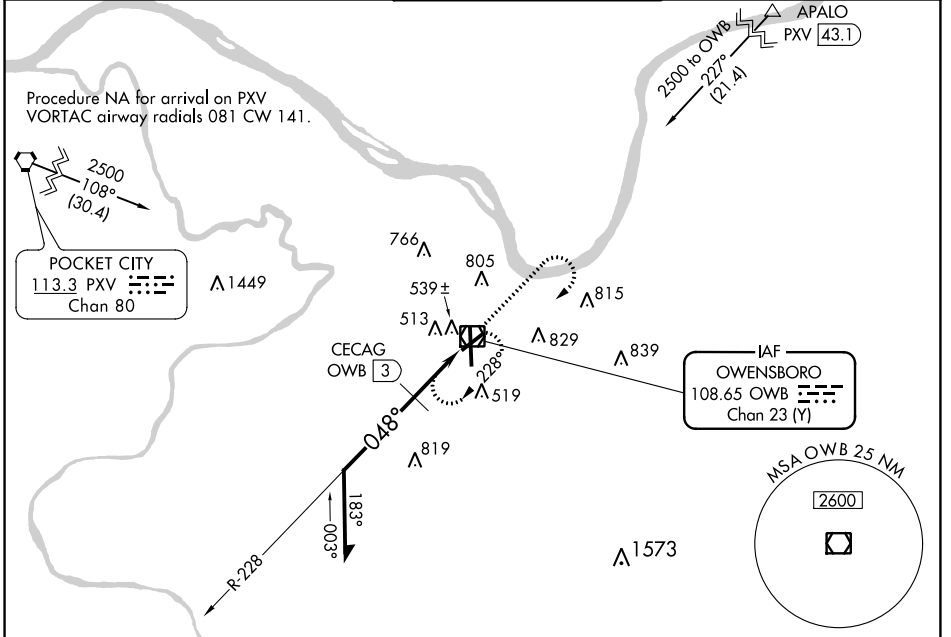 APALO
PXV 43.1
2500 to OWB
227°
(21.4)
Procedure NA for arrival on PXV
VORTAC airway radials 081 CW 141.
2500
108°
(30.4)
POCKET CITY
113.3 PXV
Chan 80
1449
766
805
539 ±
513
815
829
839
CECAG
OWB 3
228°
519
IAF
OWENSBORO
108.65 OWB
Chan 23 (Y)
048°
819
183°
003°
R-228
1573
MSA OWB 25 NM
2600